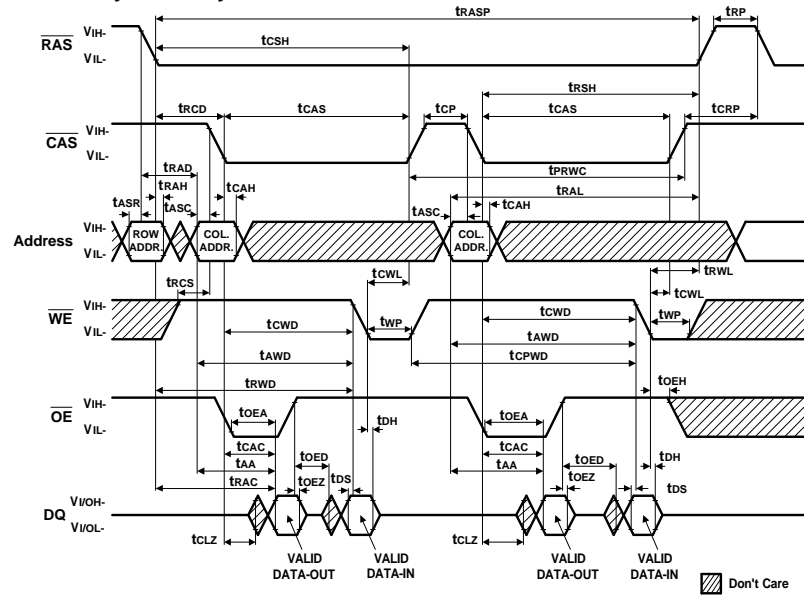 tRASP
tRP
RAS
VIH-
VIL-
tCSH
tRSH
tRCD
tCAS
tCP
tCAS
tCRP
CAS
VIH-
VIL-
tPRWC
tRAD
tRAL
tASR
tRAH
tASC
tCAH
tASC
tCAH
Address
VIH-
VIL-
ROW ADDR.
COL. ADDR.
COL. ADDR.
tRCS
tCWL
tRWL
tCWL
WE
VIH-
VIL-
tCWD
tWP
tCWD
tWP
tAWD
tAWD
tCPWD
tRWD
OE
VIH-
VIL-
tOEA
tDH
tOEA
tOEH
tCAC
tCAC
tAA
tOED
tAA
tOED
tDH
tRAC
tOEZ
tDS
tOEZ
tDS
DQ
VI/OH-
VI/OL-
tCLZ
tCLZ
VALID DATA-OUT
VALID DATA-IN
VALID DATA-OUT
VALID DATA-IN
Don't Care